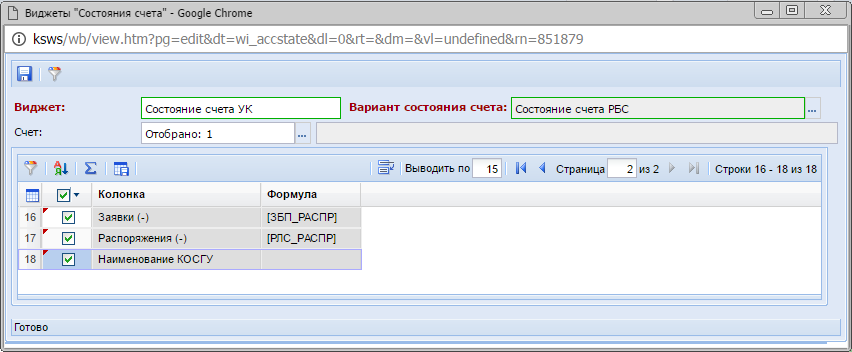 Виджеты "Состояния счета" - Google Chrome
ksws/wb/view.htm?pg=edit&dt=wi_accstate&dl=0&rt=&dm=&vl=undefined&rn=851879
Виджет: Состояние счета УК Вариант состояния счета: Состояние счета РБС ...
Счет: Отобрано: 1 ...
Выводить по 15 Страница 2 из 2 Строки 16 - 18 из 18
Колонка Формула
16 Заявки (-) [ЗБП_РАСПР]
17 Распоряжения (-) [РЛС_РАСПР]
18 Наименование КОСГУ
Готово